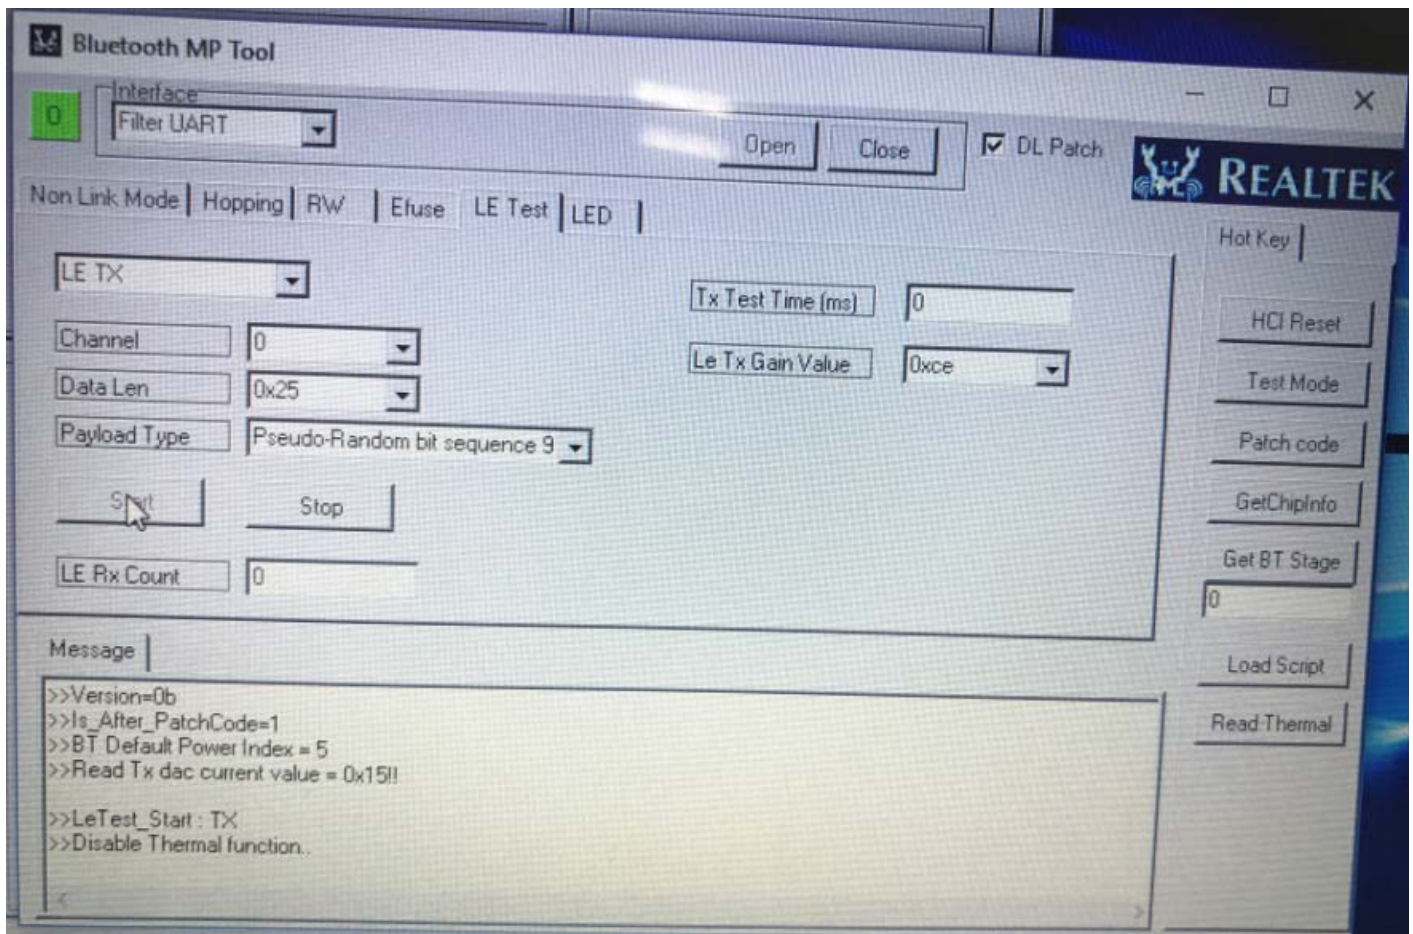 Bluetooth MP Tool
Interface
0
Filter UART
Open
Close
DL Patch
REALTEK
Non Link Mode
Hopping
RW
Efuse
LE Test
LED
Hot Key
LE TX
Tx Test Time (ms)
0
HCI Reset
Channel
0
Le Tx Gain Value
0xce
Test Mode
Data Len
0x25
Payload Type
Pseudo-Random bit sequence 9
Patch code
Start
Stop
GetChipInfo
LE Rx Count
0
Get BT Stage
0
Message
Load Script
>>Version=0b
>>Is_After_PatchCode=1
>>BT Default Power Index = 5
>>Read Tx dac current value = 0x15!!
Read Thermal
>>LeTest_Start : TX
>>Disable Thermal function..